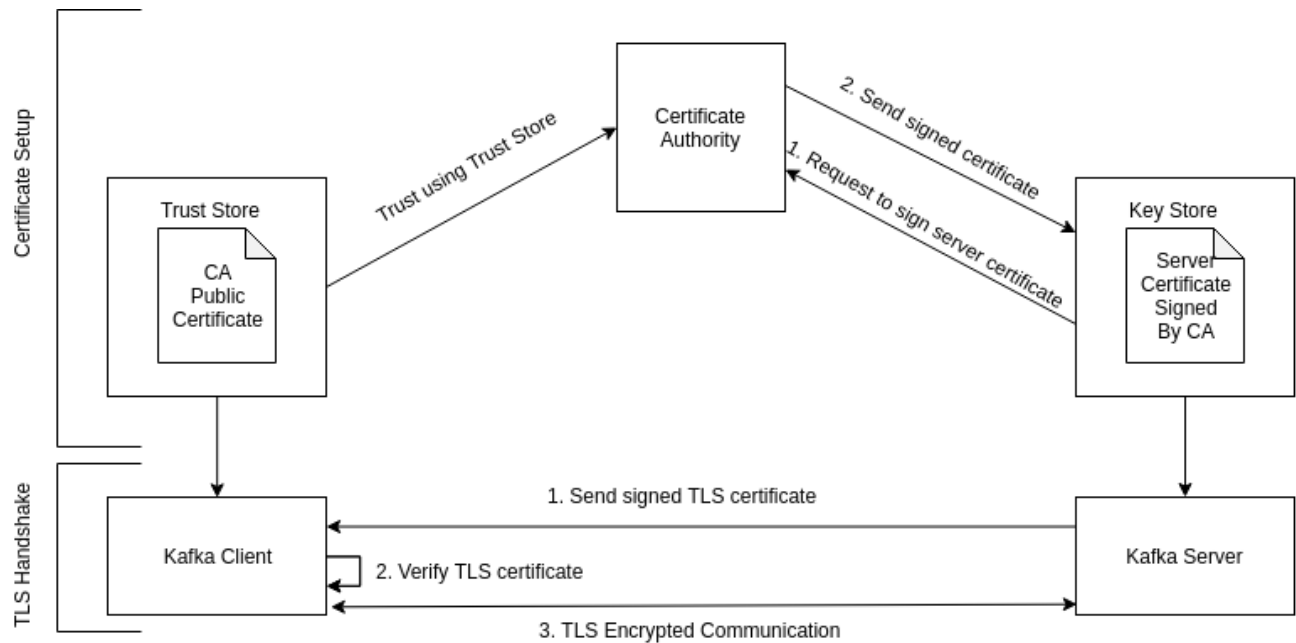 Certificate Setup
Certificate
Authority
Trust using Trust Store
2. Send signed certificate
1. Request to sign server certificate
Trust Store
CA
Public
Certificate
Key Store
Server
Certificate
Signed
By CA
TLS Handshake
Kafka Client
1. Send signed TLS certificate
2. Verify TLS certificate
3. TLS Encrypted Communication
Kafka Server